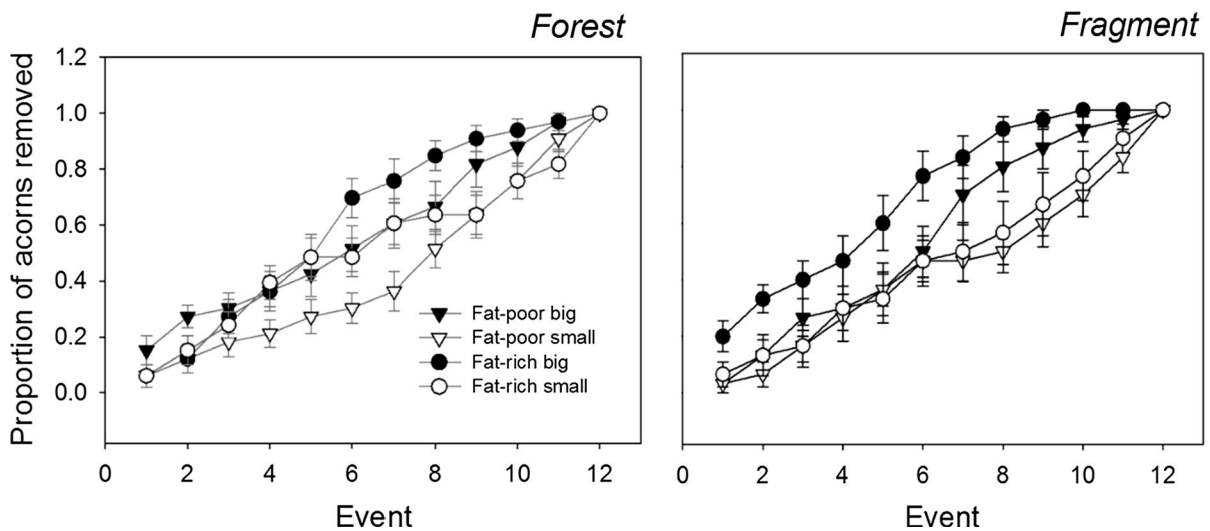 Forest
Fragment
Proportion of acorns removed
1.2
1.0
0.8
0.6
0.4
0.2
0.0
Fat-poor big
Fat-poor small
Fat-rich big
Fat-rich small
0 2 4 6 8 10 12
0 2 4 6 8 10 12
Event
Event